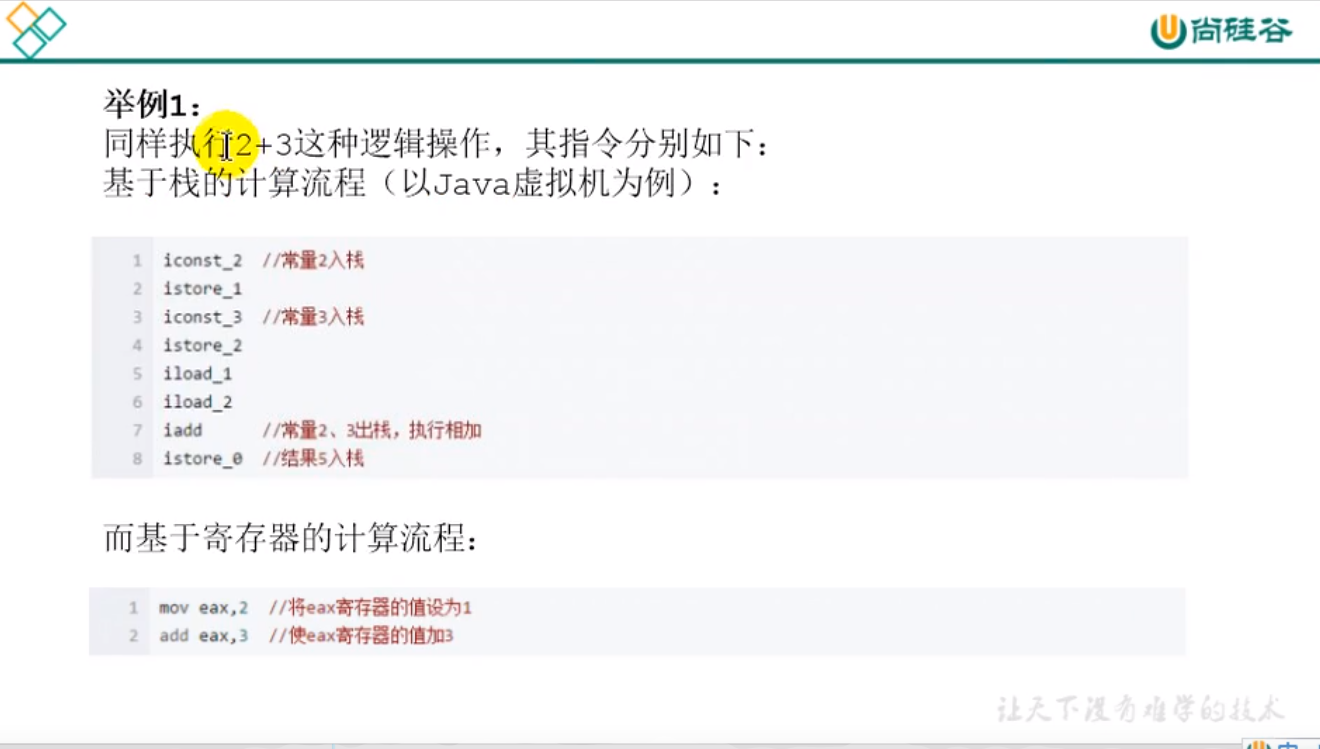 尚硅谷
举例1：
同样执行2+3这种逻辑操作，其指令分别如下：
基于栈的计算流程（以Java虚拟机为例）：
1 iconst_2 //常量2入栈
2 istore_1
3 iconst_3 //常量3入栈
4 istore_2
5 iload_1
6 iload_2
7 iadd //常量2、3出栈，执行相加
8 istore_0 //结果5入栈
而基于寄存器的计算流程：
1 mov eax,2 //将eax寄存器的值设为1
2 add eax,3 //使eax寄存器的值加3
让天下没有难学的技术